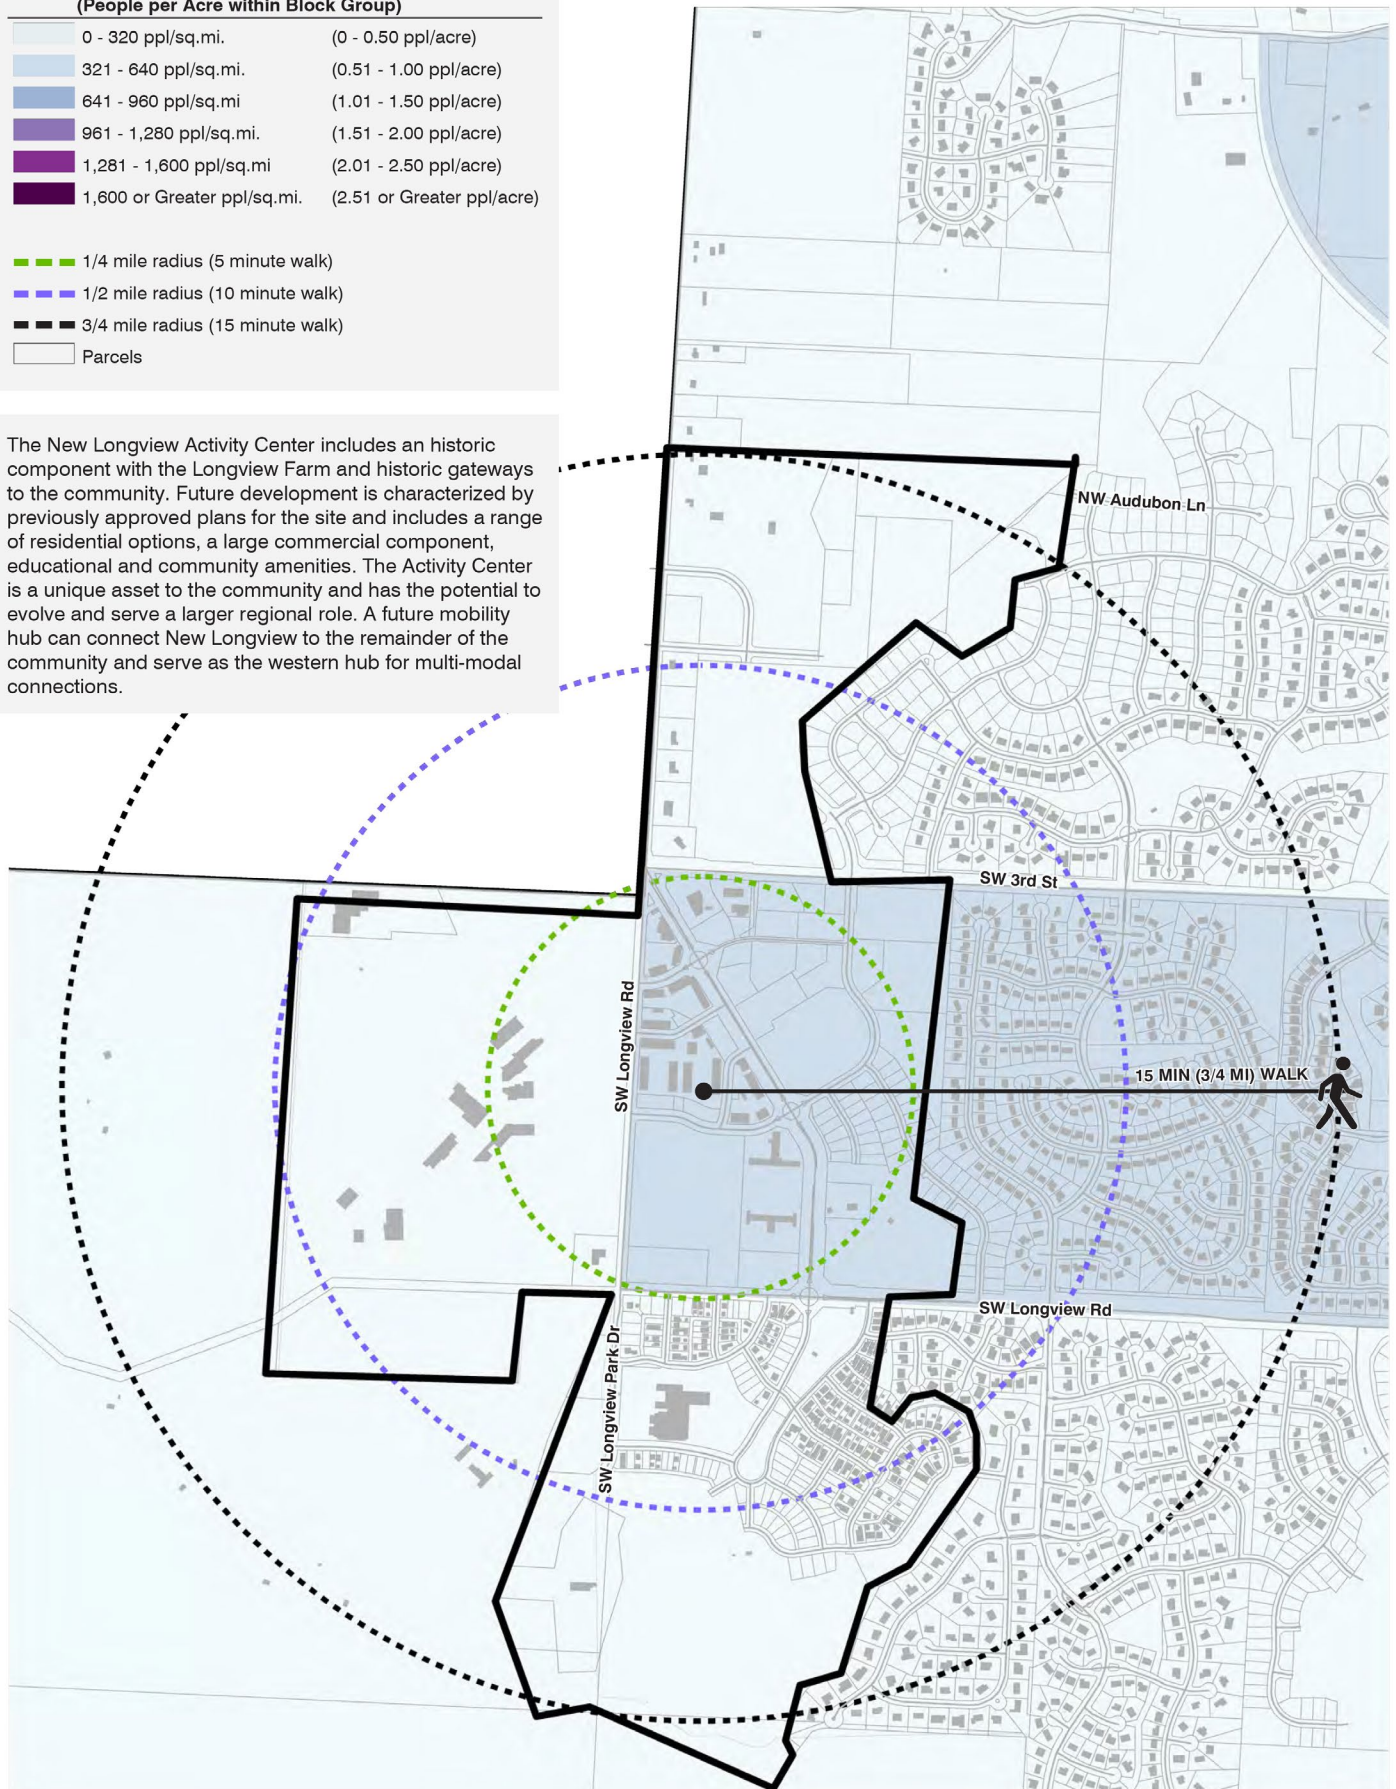 (People per Acre within Block Group)
0 - 320 ppl/sq.mi. (0 - 0.50 ppl/acre)
321 - 640 ppl/sq.mi. (0.51 - 1.00 ppl/acre)
641 - 960 ppl/sq.mi (1.01 - 1.50 ppl/acre)
961 - 1,280 ppl/sq.mi. (1.51 - 2.00 ppl/acre)
1,281 - 1,600 ppl/sq.mi (2.01 - 2.50 ppl/acre)
1,600 or Greater ppl/sq.mi. (2.51 or Greater ppl/acre)
1/4 mile radius (5 minute walk)
1/2 mile radius (10 minute walk)
3/4 mile radius (15 minute walk)
Parcels
The New Longview Activity Center includes an historic
component with the Longview Farm and historic gateways
to the community. Future development is characterized by
previously approved plans for the site and includes a range
of residential options, a large commercial component,
educational and community amenities. The Activity Center
is a unique asset to the community and has the potential to
evolve and serve a larger regional role. A future mobility
hub can connect New Longview to the remainder of the
community and serve as the western hub for multi-modal
connections.
NW Audubon Ln
SW 3rd St
SW Longview Rd
15 MIN (3/4 MI) WALK
SW Longview Rd
SW Longview Park Dr